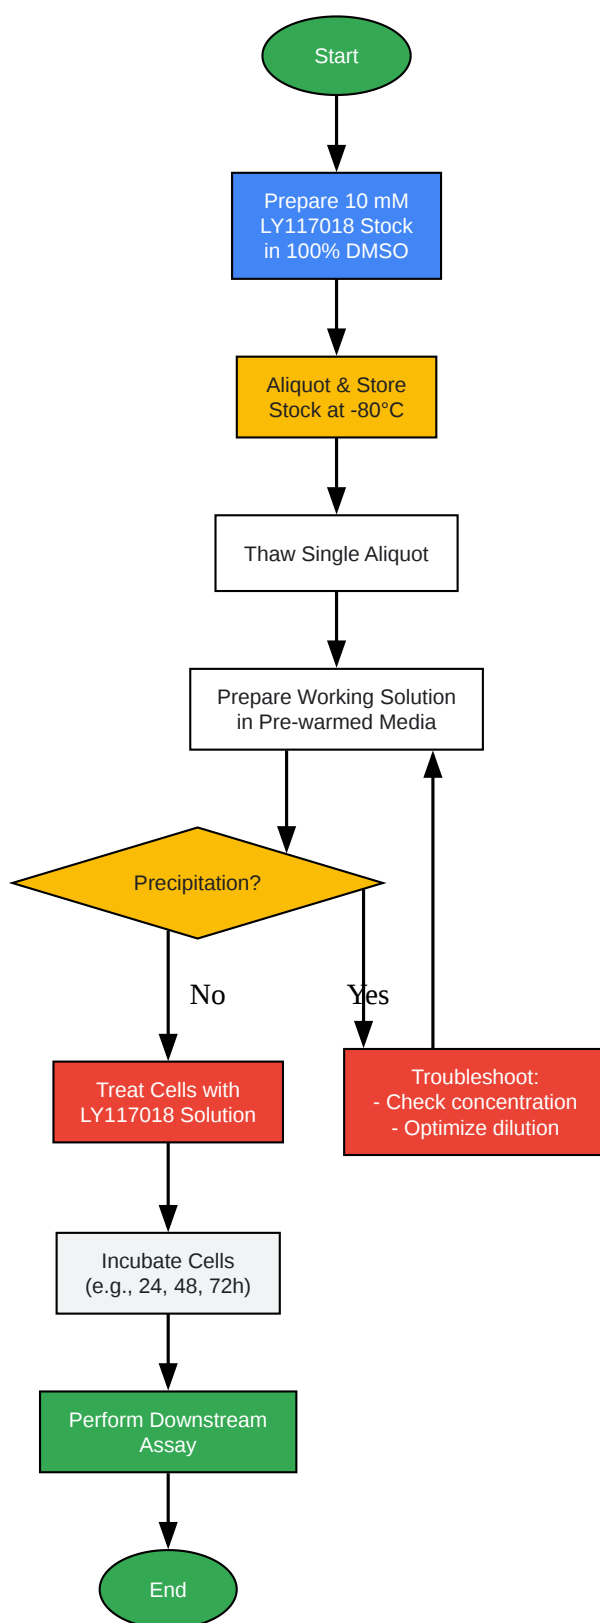 Start
Prepare 10 mM
LY117018 Stock
in 100% DMSO
Aliquot & Store
Stock at -80°C
Thaw Single Aliquot
Prepare Working Solution
in Pre-warmed Media
Precipitation?
No
Yes
Treat Cells with
LY117018 Solution
Troubleshoot:
- Check concentration
- Optimize dilution
Incubate Cells
(e.g., 24, 48, 72h)
Perform Downstream
Assay
End